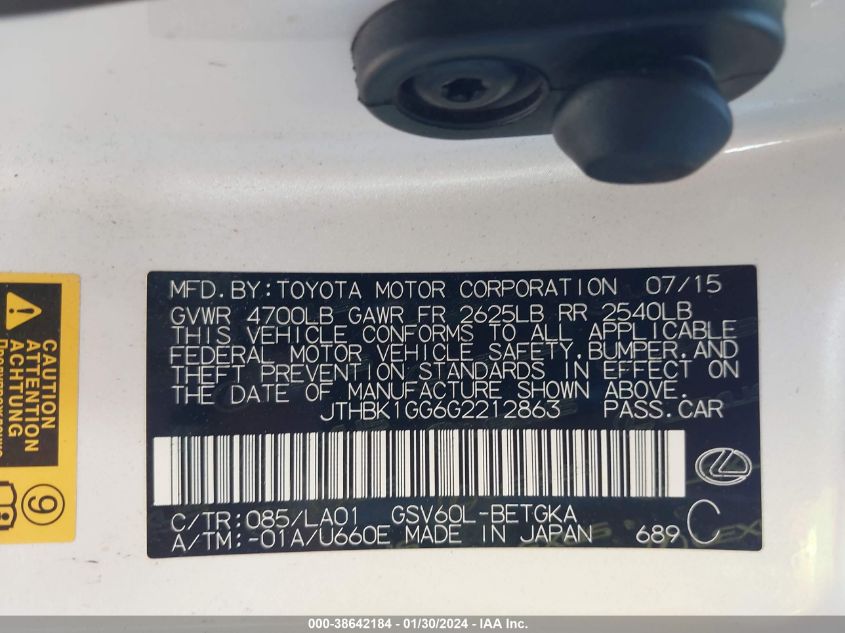 MFD.BY:TOYOTA MOTOR CORPORATION 07/15
GVWR 4700LB GAWR FR 2625LB RR 2540LB
THIS VEHICLE CONFORMS TO ALL APPLICABLE
FEDERAL MOTOR VEHICLE SAFETY,BUMPER,AND
THEFT PREVENTION STANDARDS IN EFFECT ON
THE DATE OF MANUFACTURE SHOWN ABOVE.
JTHBK1GG6G2212863 PASS.CAR
C/TR:085/LA01 GSV60L-BETGKA
A/TM:-01A/U660E MADE IN JAPAN 689 C
CAUTION
ATTENTION
ACHTUNG
9
000-38642184 - 01/30/2024 - IAA Inc.